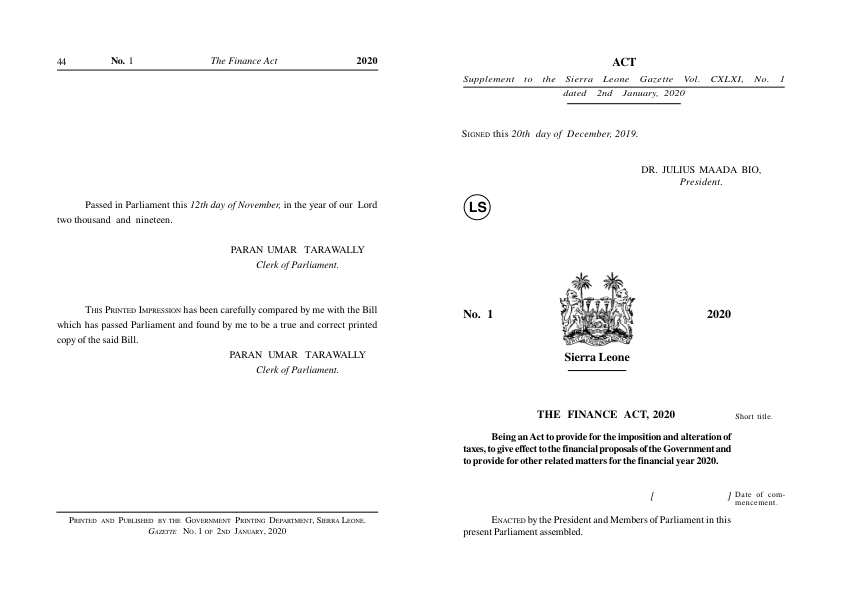 44 No. 1 The Finance Act 2020
Passed in Parliament this 12th day of November, in the year of our Lord
two thousand and nineteen.
PARAN UMAR TARAWALLY
Clerk of Parliament.
THIS PRINTED IMPRESSION has been carefully compared by me with the Bill
which has passed Parliament and found by me to be a true and correct printed
copy of the said Bill.
PARAN UMAR TARAWALLY
Clerk of Parliament.
PRINTED AND PUBLISHED BY THE GOVERNMENT PRINTING DEPARTMENT, SIERRA LEONE.
GAZETTE NO. 1 OF 2ND JANUARY, 2020
ACT
Supplement to the Sierra Leone Gazette Vol. CXLXI, No. 1
dated 2nd January, 2020
SIGNED this 20th day of December, 2019.
DR. JULIUS MAADA BIO,
President.
LS
No. 1 2020
Sierra Leone
THE FINANCE ACT, 2020
Short title.
Being an Act to provide for the imposition and alteration of
taxes, to give effect to the financial proposals of the Government and
to provide for other related matters for the financial year 2020.
[ ] Date of com-
mencement.
ENACTED by the President and Members of Parliament in this
present Parliament assembled.